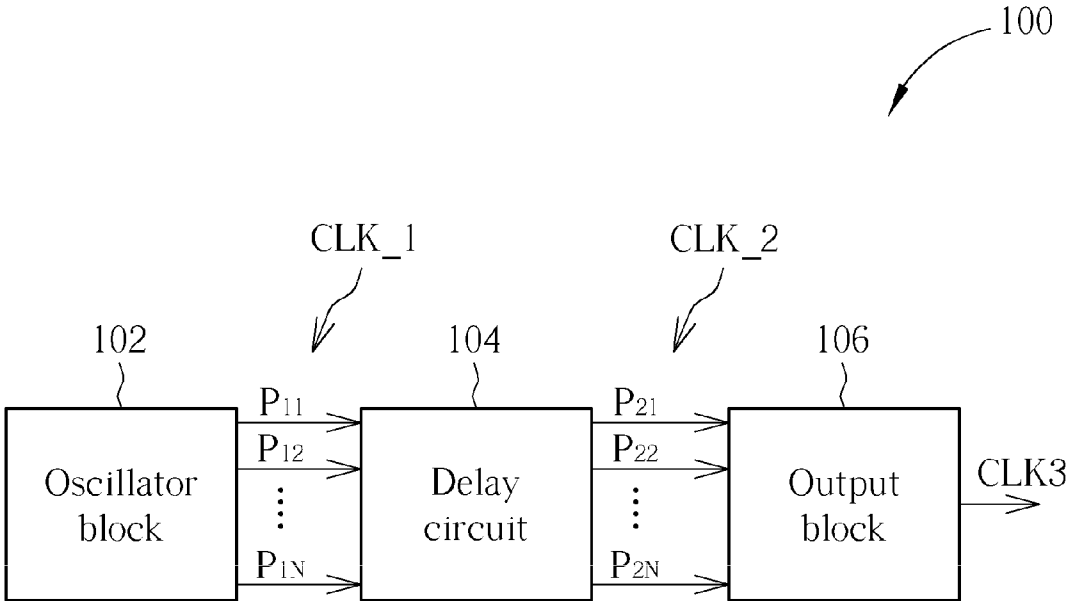 100
CLK_1
CLK_2
102
104
106
P11
P21
P12
P22
Oscillator
block
Delay
circuit
Output
block
CLK3
P1N
P2N